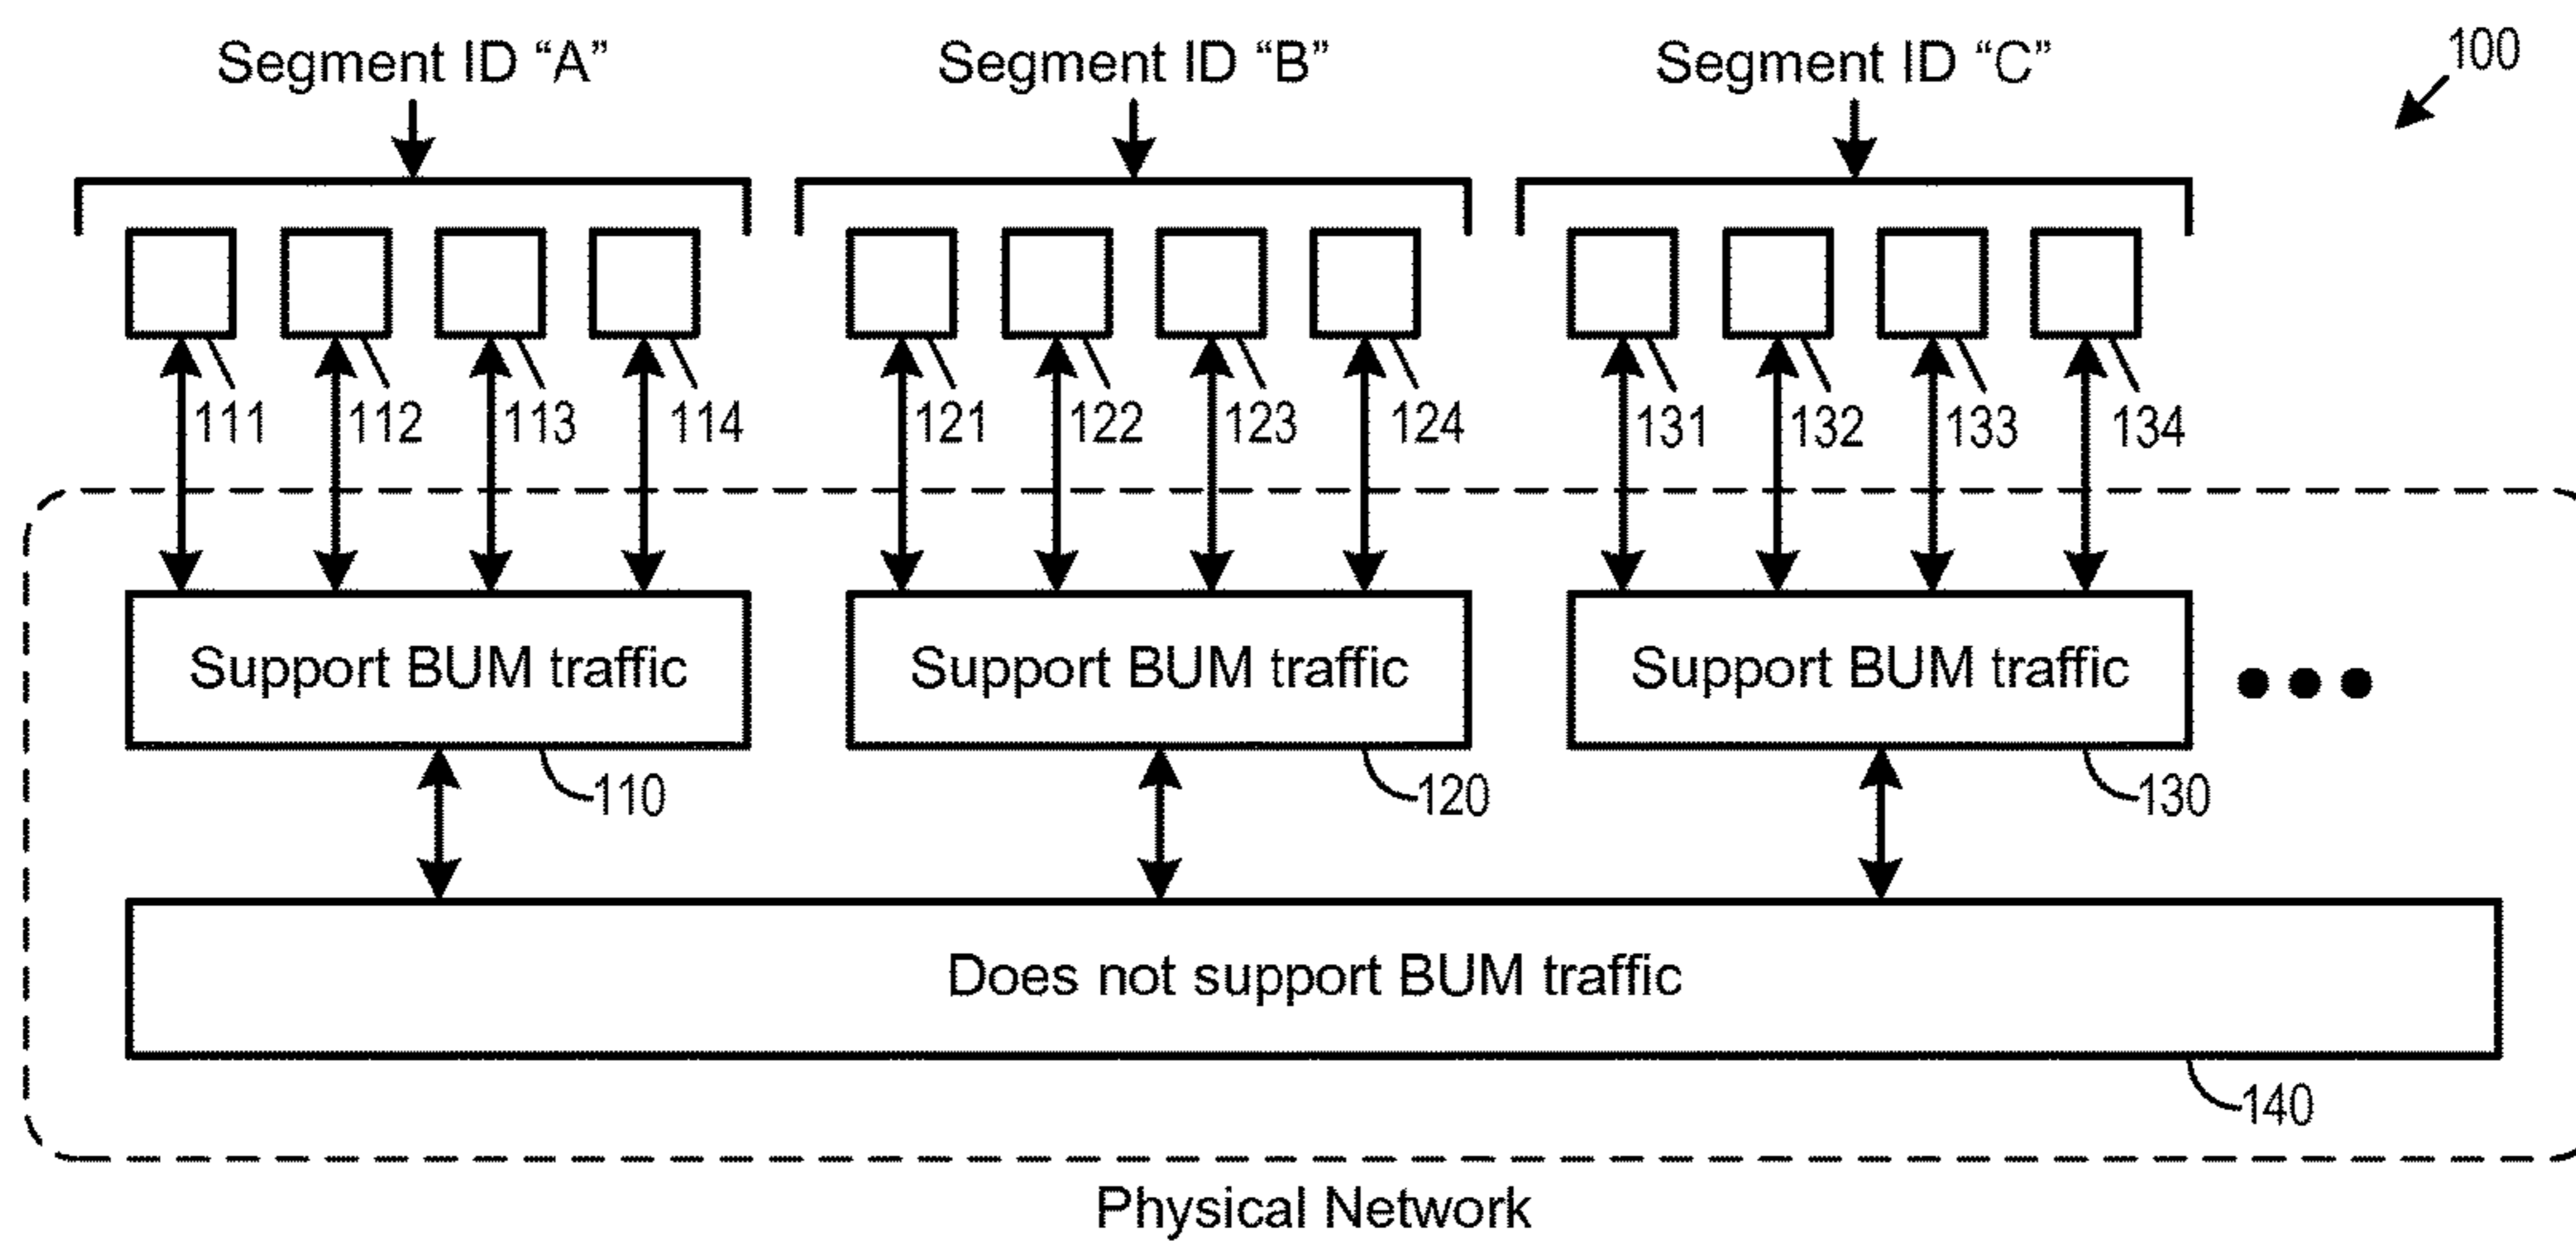 Segment ID “A” Segment ID “B” Segment ID “C” 100
111 112 113 114 121 122 123 124 131 132 133 134
Support BUM traffic Support BUM traffic Support BUM traffic
110 120 130
Does not support BUM traffic
140
Physical Network